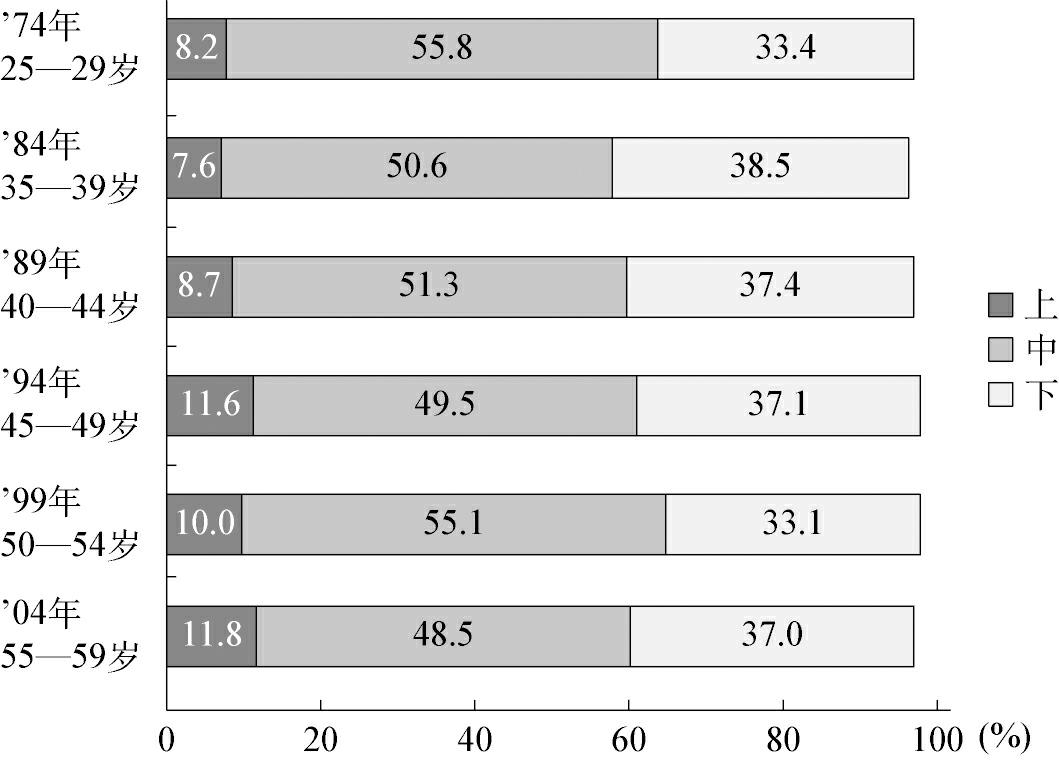 ’74年
25—29岁
8.2 55.8 33.4
’84年
35—39岁
7.6 50.6 38.5
’89年
40—44岁
8.7 51.3 37.4
’94年
45—49岁
11.6 49.5 37.1
’99年
50—54岁
10.0 55.1 33.1
’04年
55—59岁
11.8 48.5 37.0
上
中
下
0 20 40 60 80 100 (%)